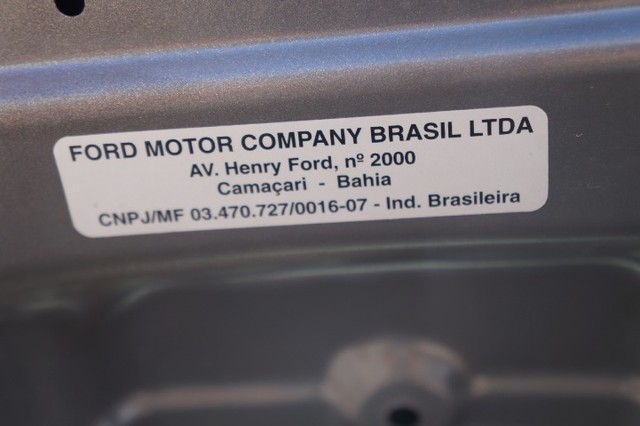 FORD MOTOR COMPANY BRASIL LTDA
AV. Henry Ford, nº 2000
Camaçari - Bahia
CNPJ/MF 03.470.727/0016-07 - Ind. Brasileira